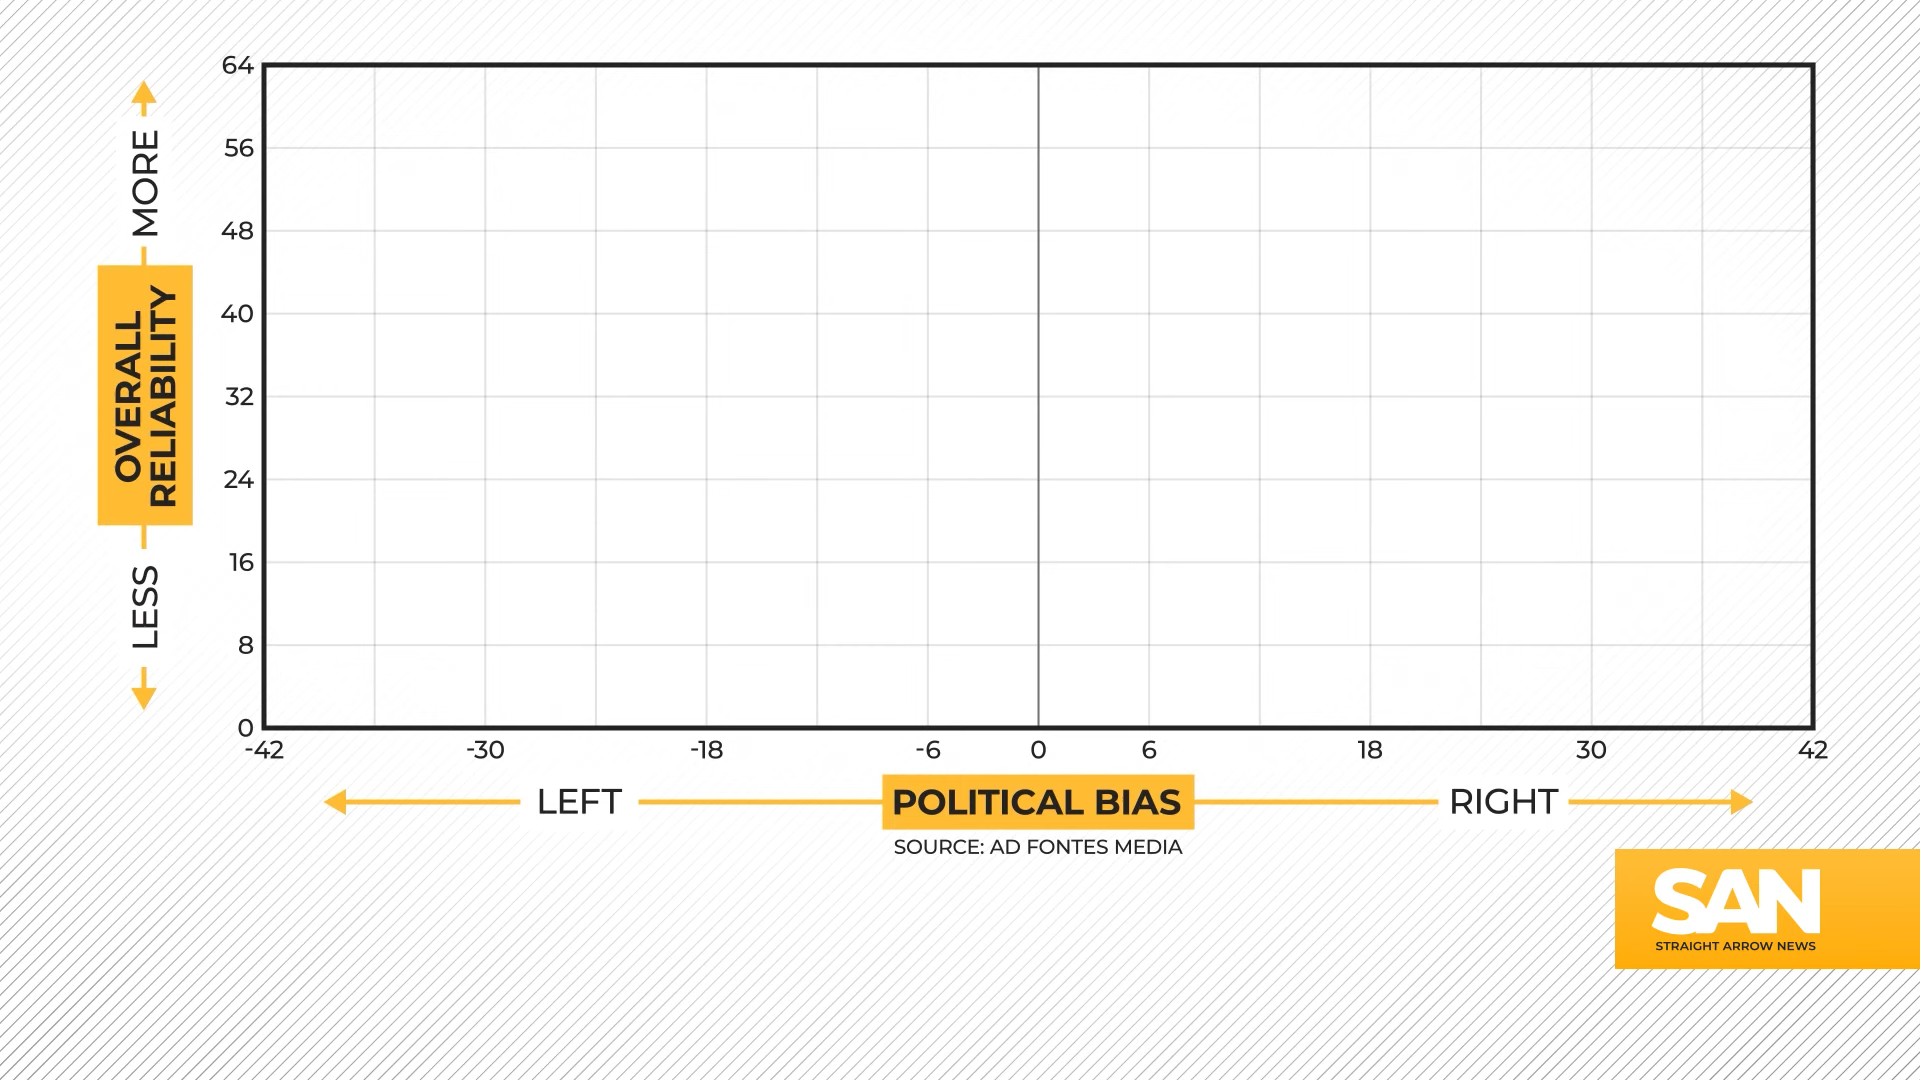 64
56
48
40
32
24
16
8
0
MORE
OVERALL
RELIABILITY
LESS
-42 -30 -18 -6 0 6 18 30 42
LEFT POLITICAL BIAS RIGHT
SOURCE: AD FONTES MEDIA
SAN
STRAIGHT ARROW NEWS